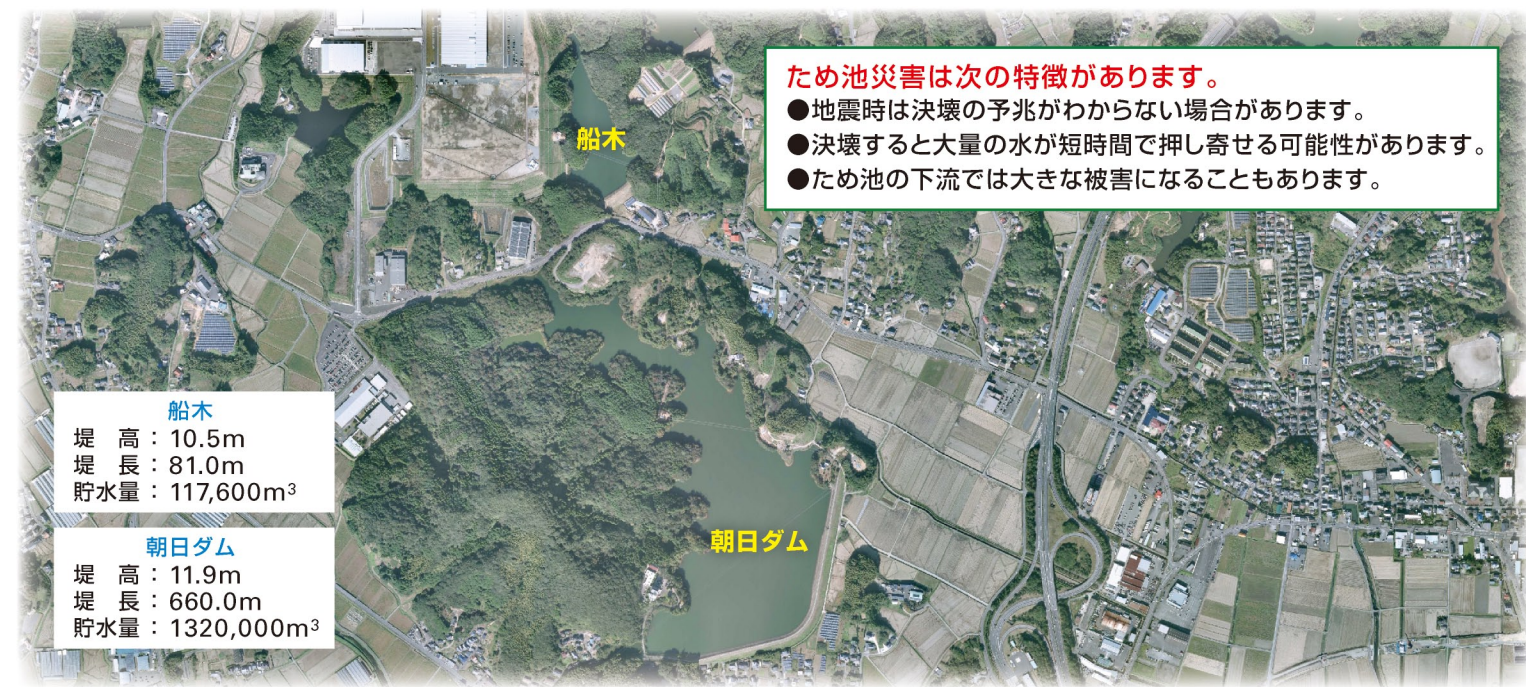 ため池災害は次の特徴があります。
●地震時は決壊の予兆がわからない場合があります。
●決壊すると大量の水が短時間で押し寄せる可能性があります。
●ため池の下流では大きな被害になることもあります。
船木
朝日ダム
船木
堤　高：10.5m
堤　長：81.0m
貯水量：117,600m³
朝日ダム
堤　高：11.9m
堤　長：660.0m
貯水量：1320,000m³